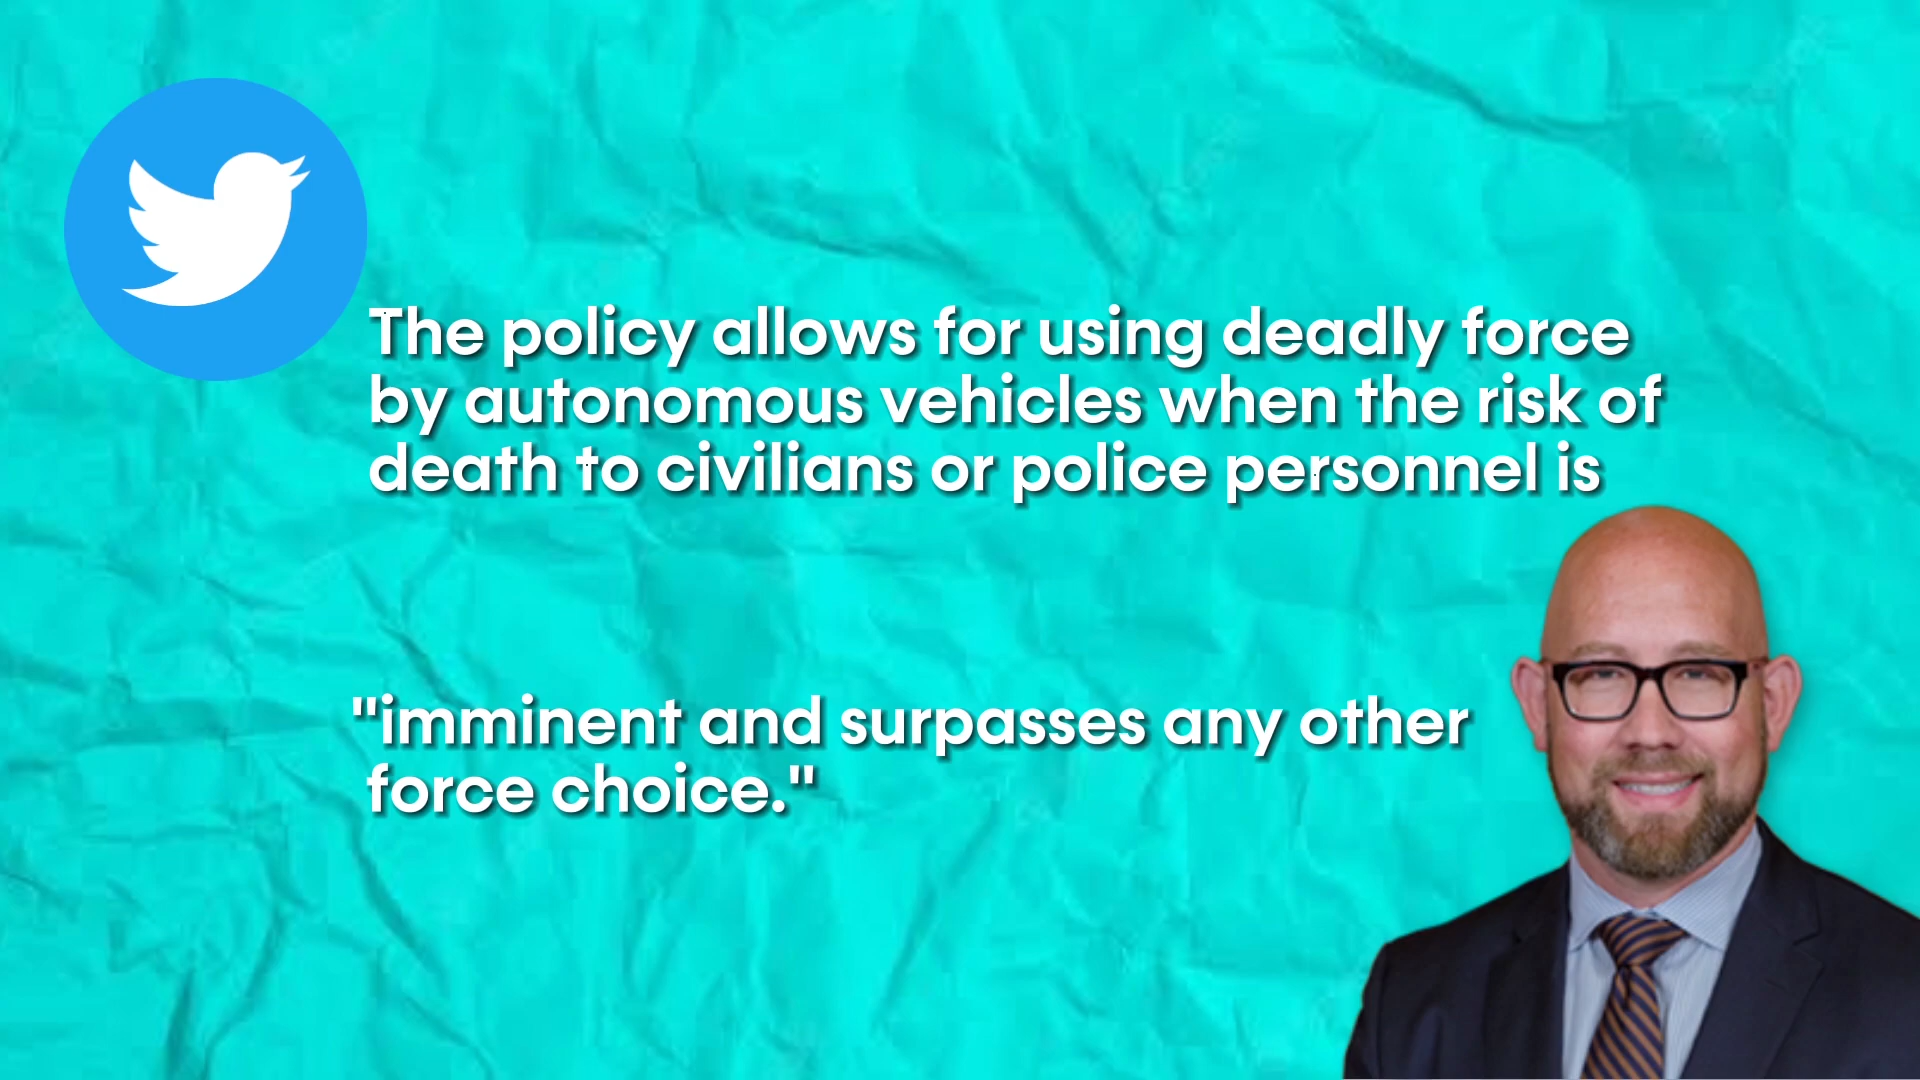 The policy allows for using deadly force
by autonomous vehicles when the risk of
death to civilians or police personnel is
"imminent and surpasses any other
force choice."